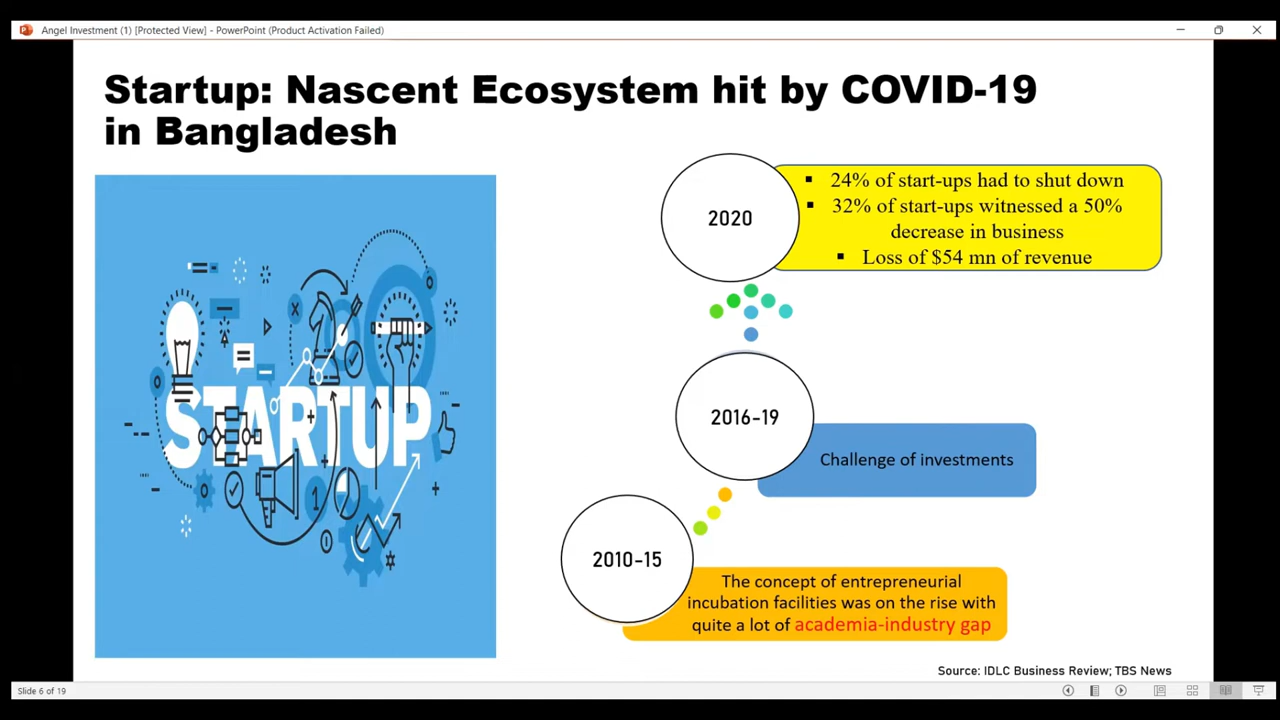 Angel Investment (1) [Protected View] - PowerPoint (Product Activation Failed)
Startup: Nascent Ecosystem hit by COVID-19
in Bangladesh
STARTUP
1
2020
▪ 24% of start-ups had to shut down
▪ 32% of start-ups witnessed a 50%
decrease in business
▪ Loss of $54 mn of revenue
2016-19
Challenge of investments
2010-15
The concept of entrepreneurial
incubation facilities was on the rise with
quite a lot of academia-industry gap
Source: IDLC Business Review; TBS News
Slide 6 of 19